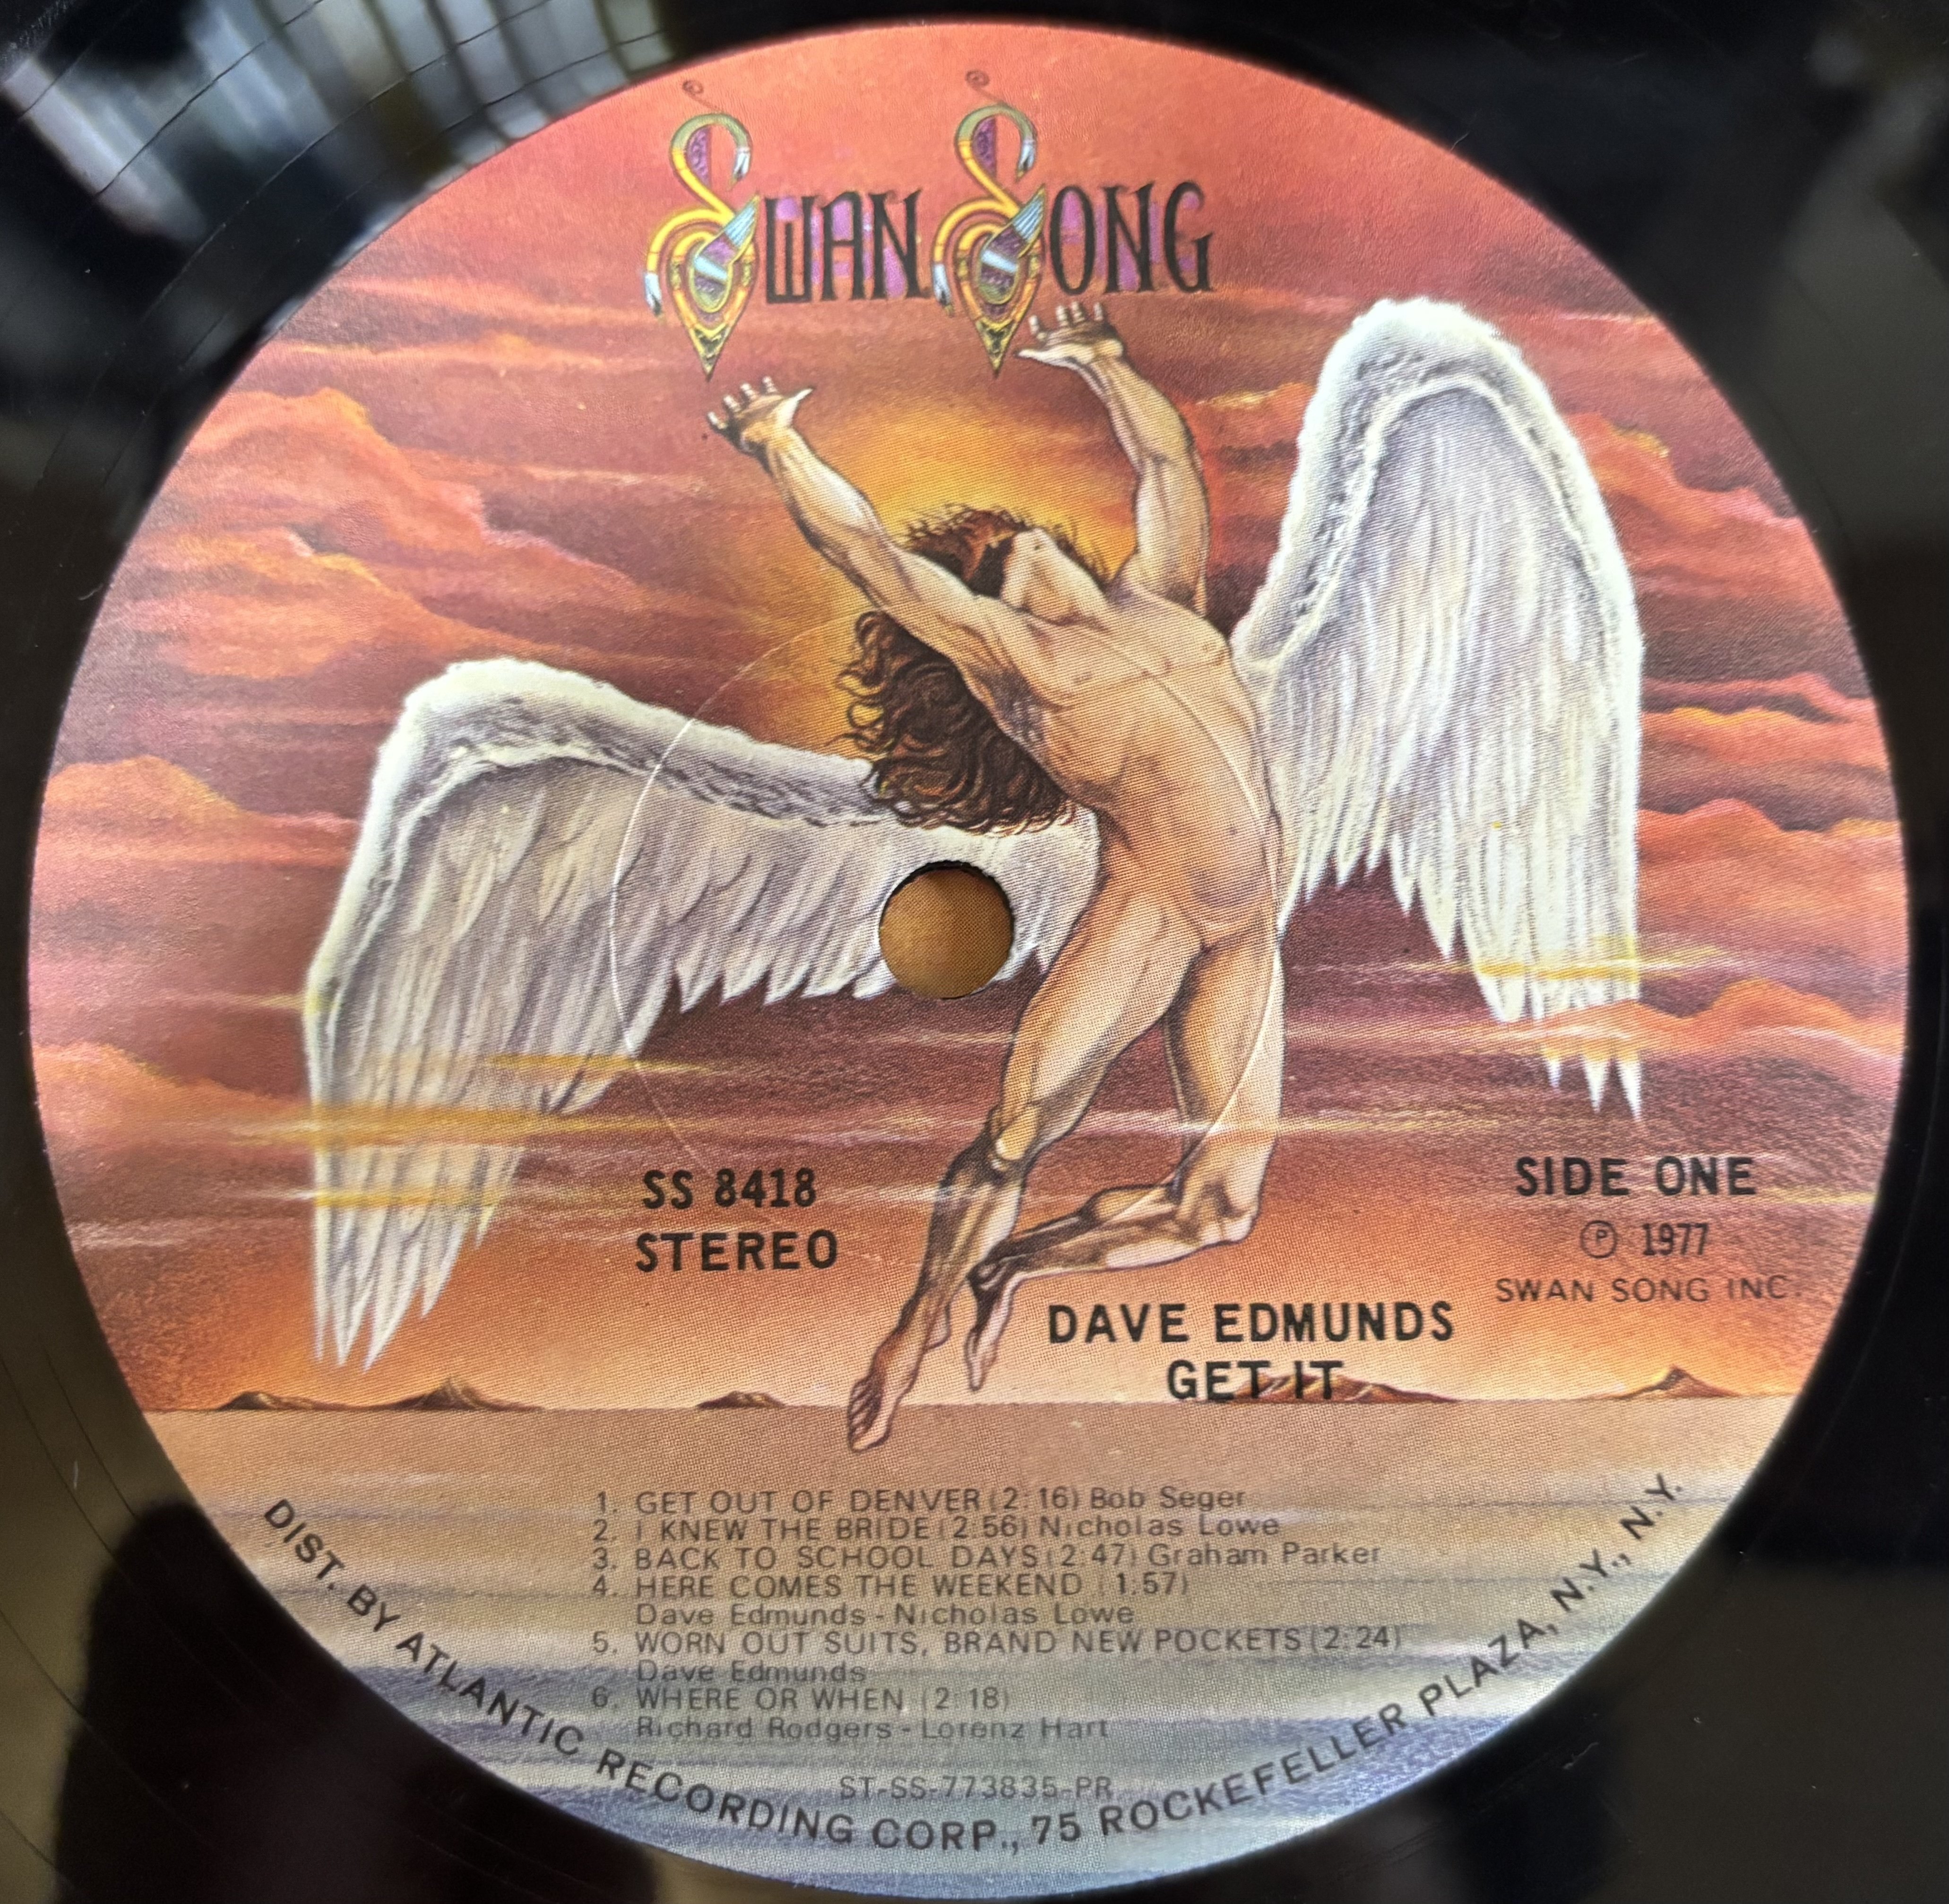 SWAN SONG
SS 8418
STEREO
SIDE ONE
Ⓟ 1977
SWAN SONG INC.
DAVE EDMUNDS
GET IT
1. GET OUT OF DENVER (2:16) Bob Seger
2. I KNEW THE BRIDE (2:56) Nicholas Lowe
3. BACK TO SCHOOL DAYS (2:47) Graham Parker
4. HERE COMES THE WEEKEND (1:57)
Dave Edmunds - Nicholas Lowe
5. WORN OUT SUITS, BRAND NEW POCKETS (2:24)
Dave Edmunds
6. WHERE OR WHEN (2:18)
Richard Rodgers - Lorenz Hart
ST-SS-773835-PR
DIST. BY ATLANTIC RECORDING CORP., 75 ROCKEFELLER PLAZA, N.Y., N.Y.